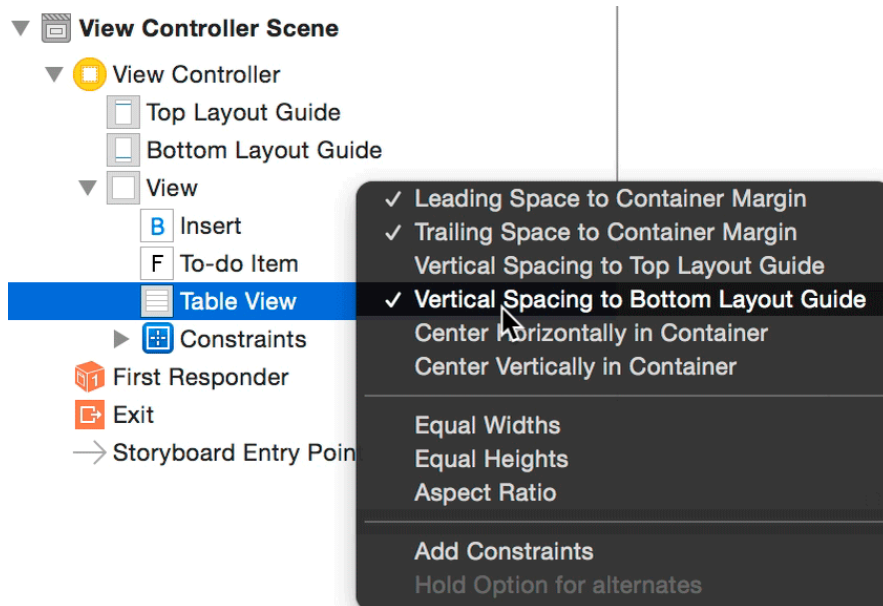 View Controller Scene
View Controller
Top Layout Guide
Bottom Layout Guide
View
B Insert
F To-do Item
Table View
Constraints
First Responder
Exit
Storyboard Entry Poin
✓ Leading Space to Container Margin
✓ Trailing Space to Container Margin
Vertical Spacing to Top Layout Guide
✓ Vertical Spacing to Bottom Layout Guide
Center Horizontally in Container
Center Vertically in Container
Equal Widths
Equal Heights
Aspect Ratio
Add Constraints
Hold Option for alternates